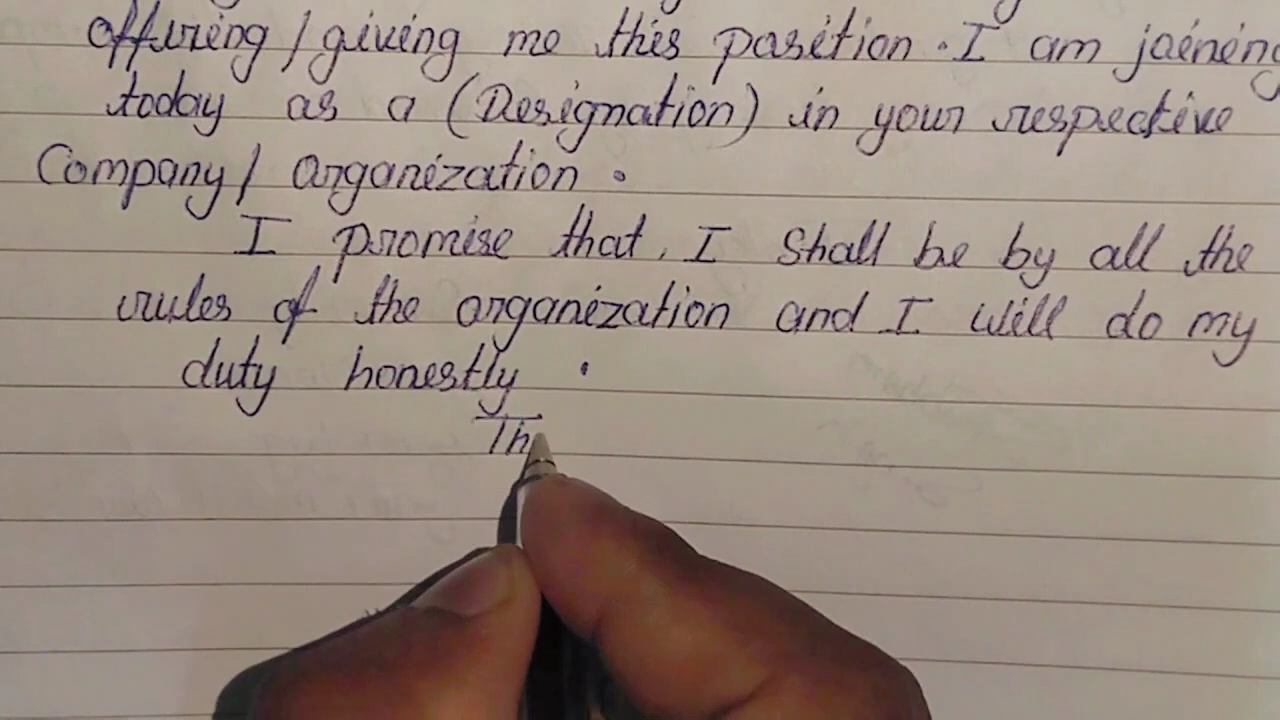 offering/giving me this position. I am joining
today as a (Designation) in your respective
Company/ organization.
I promise that, I shall be by all the
rules of the organization and I will do my
duty honestly.
Th